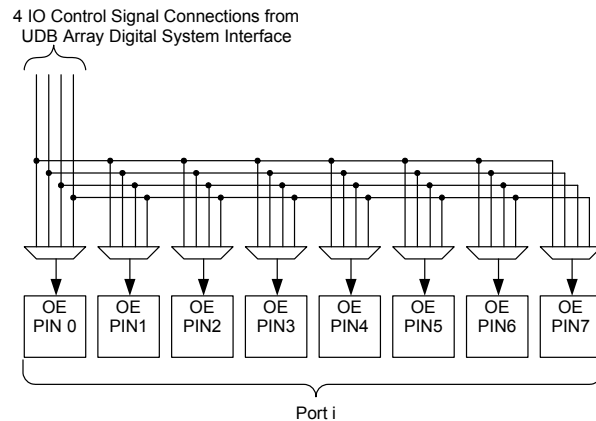 4 IO Control Signal Connections from
UDB Array Digital System Interface
OE OE OE OE OE OE OE OE
PIN 0 PIN1 PIN2 PIN3 PIN4 PIN5 PIN6 PIN7
Port i